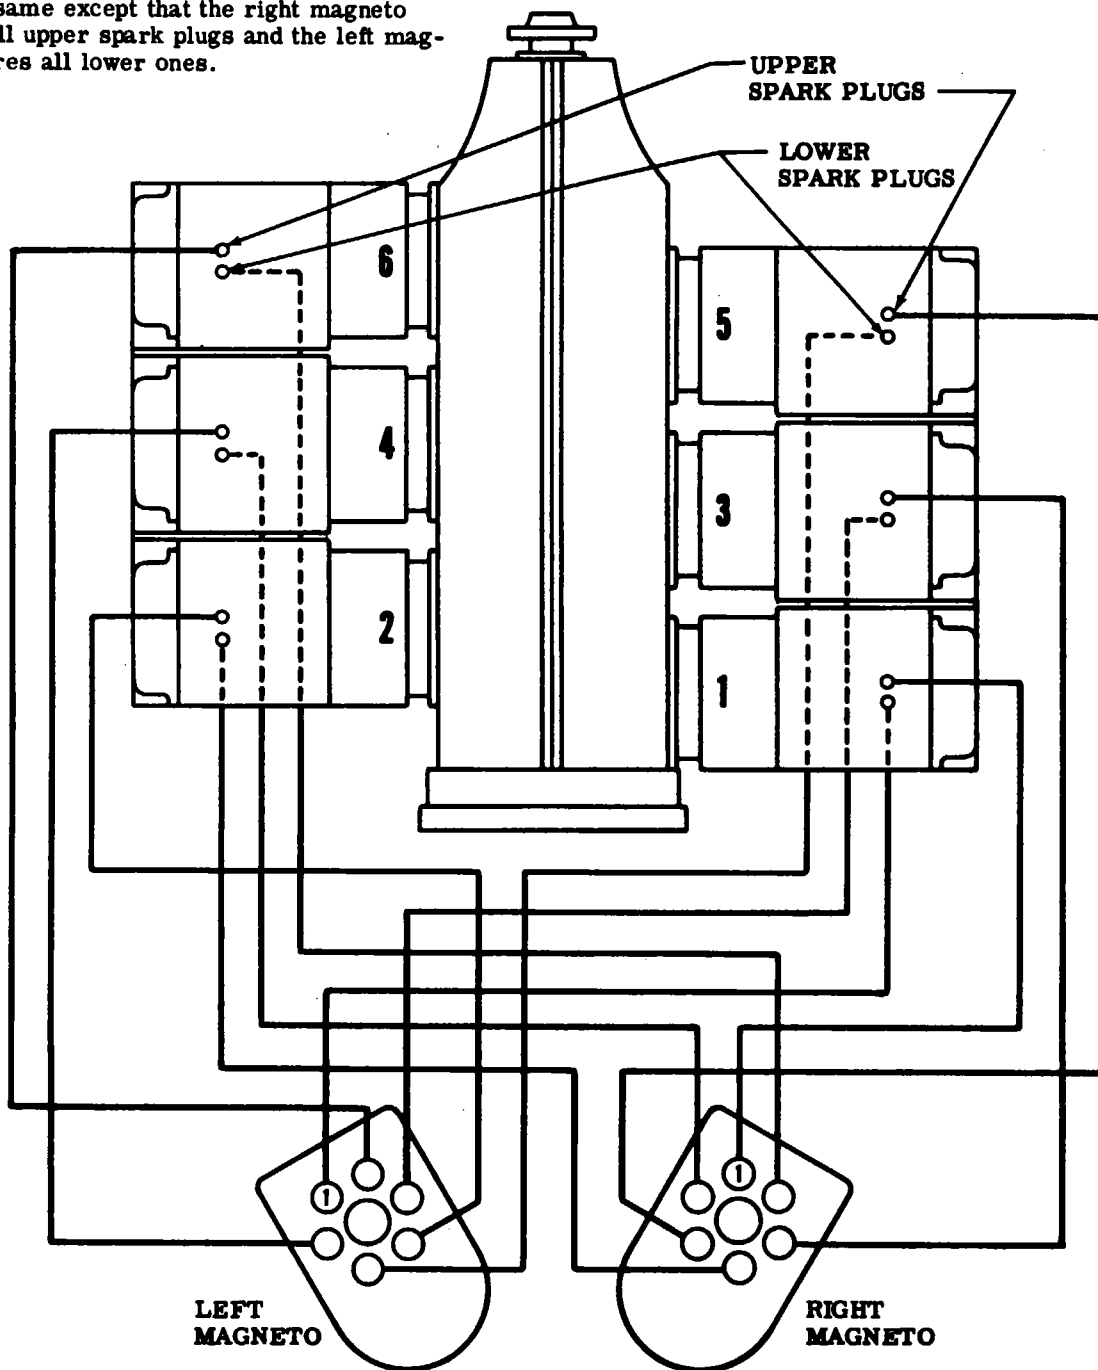 same except that the right magneto
ll upper spark plugs and the left mag-
res all lower ones.
UPPER
SPARK PLUGS
LOWER
SPARK PLUGS
6
5
4
3
2
1
1
1
LEFT
MAGNETO
RIGHT
MAGNETO